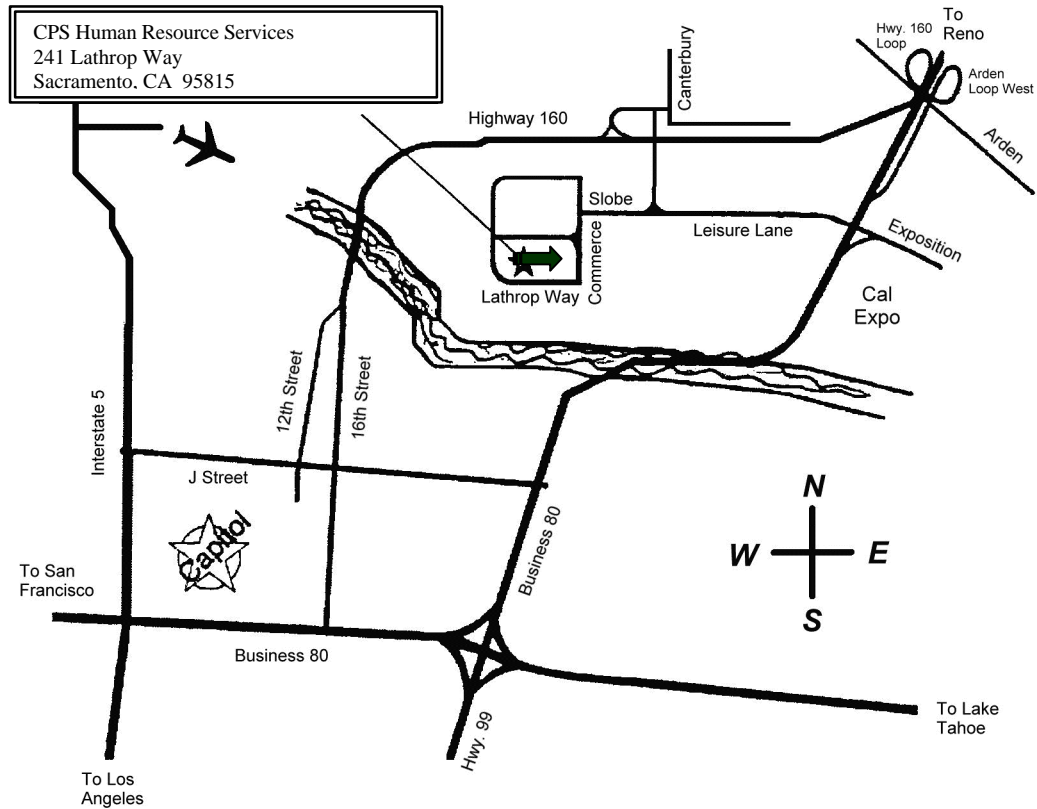 CPS Human Resource Services
241 Lathrop Way
Sacramento, CA 95815
To
Reno
Hwy. 160
Loop
Arden
Loop West
Arden
Canterbury
Highway 160
Slobe
Leisure Lane
Exposition
Commerce
Lathrop Way
Cal
Expo
12th Street
16th Street
Interstate 5
J Street
Capitol
Business 80
N
W E
S
To San
Francisco
Business 80
Hwy. 99
To Lake
Tahoe
To Los
Angeles